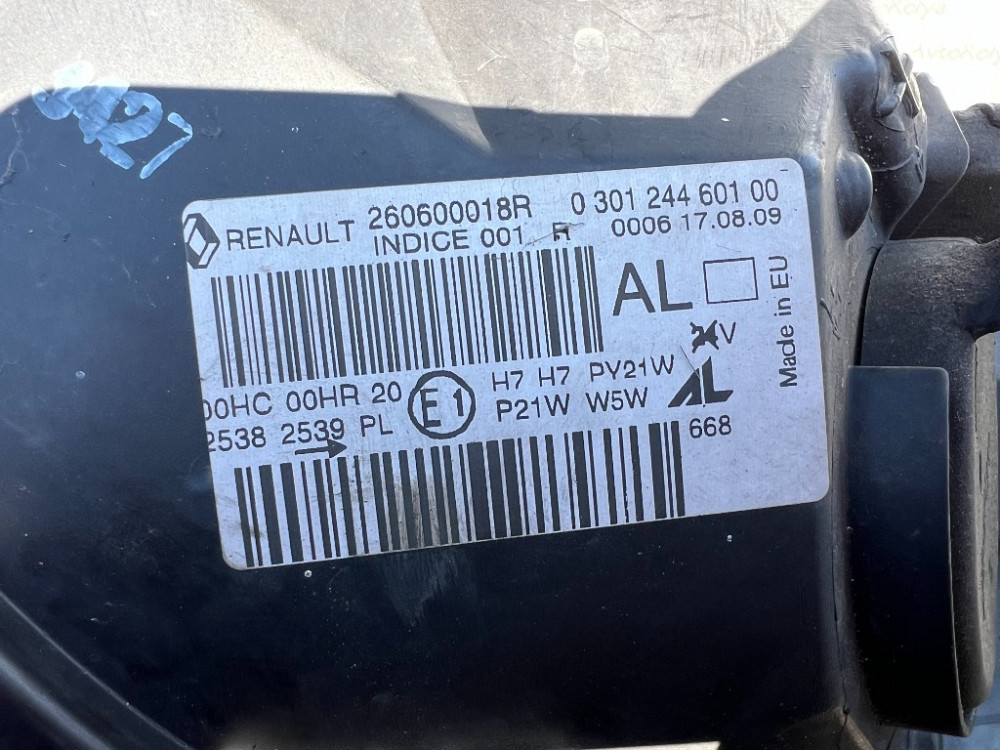 RENAULT 260600018R 0 301 244 601 00
INDICE 001 R 0006 17.08.09
AL
Made in EU
V
00HC 00HR 20 E1 H7 H7 PY21W AL
2538 2539 PL P21W W5W
668